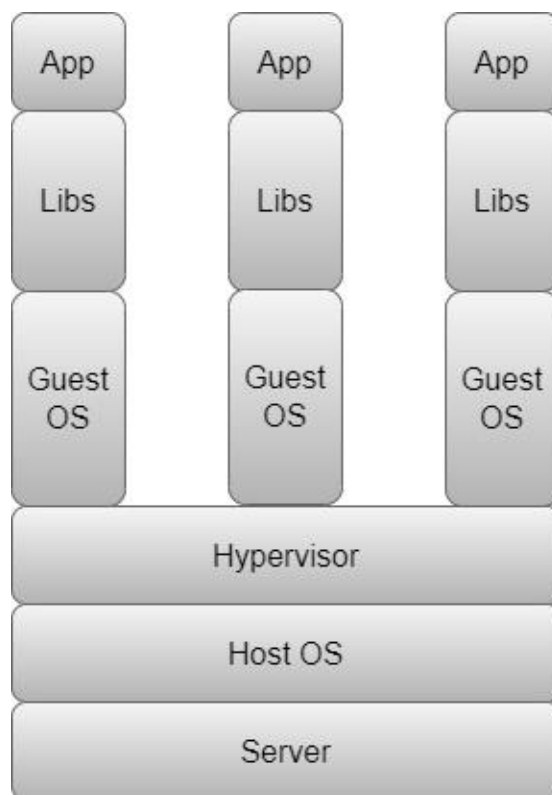 App
App
App
Libs
Libs
Libs
Guest
OS
Guest
OS
Guest
OS
Hypervisor
Host OS
Server